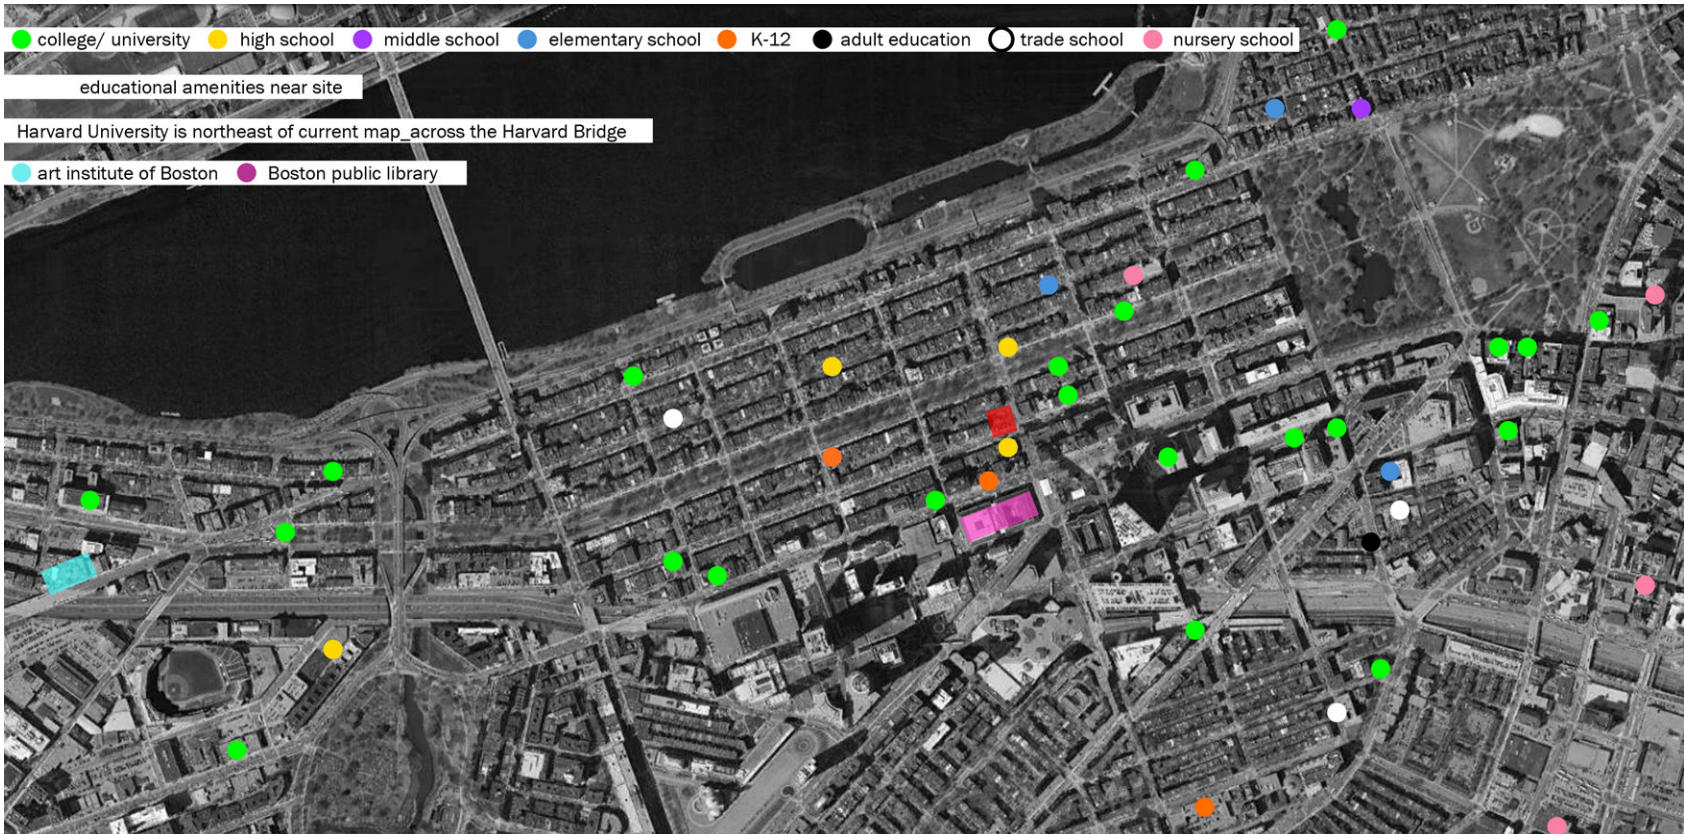 college/ university high school middle school elementary school K-12 adult education trade school nursery school
educational amenities near site
Harvard University is northeast of current map_across the Harvard Bridge
art institute of Boston Boston public library